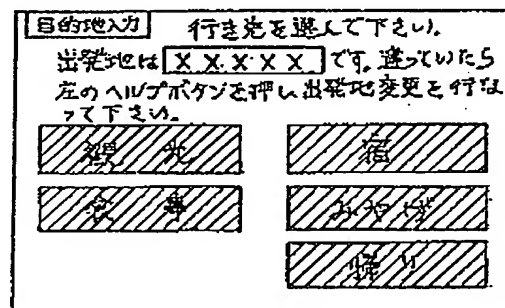 目的地入力 行き先を選んで下さい。
出発地は XXXXX です。違っていたら
左のヘルプボタンを押し出発地変更を行な
って下さい。
観光 宿
食事 みやげ
帰り